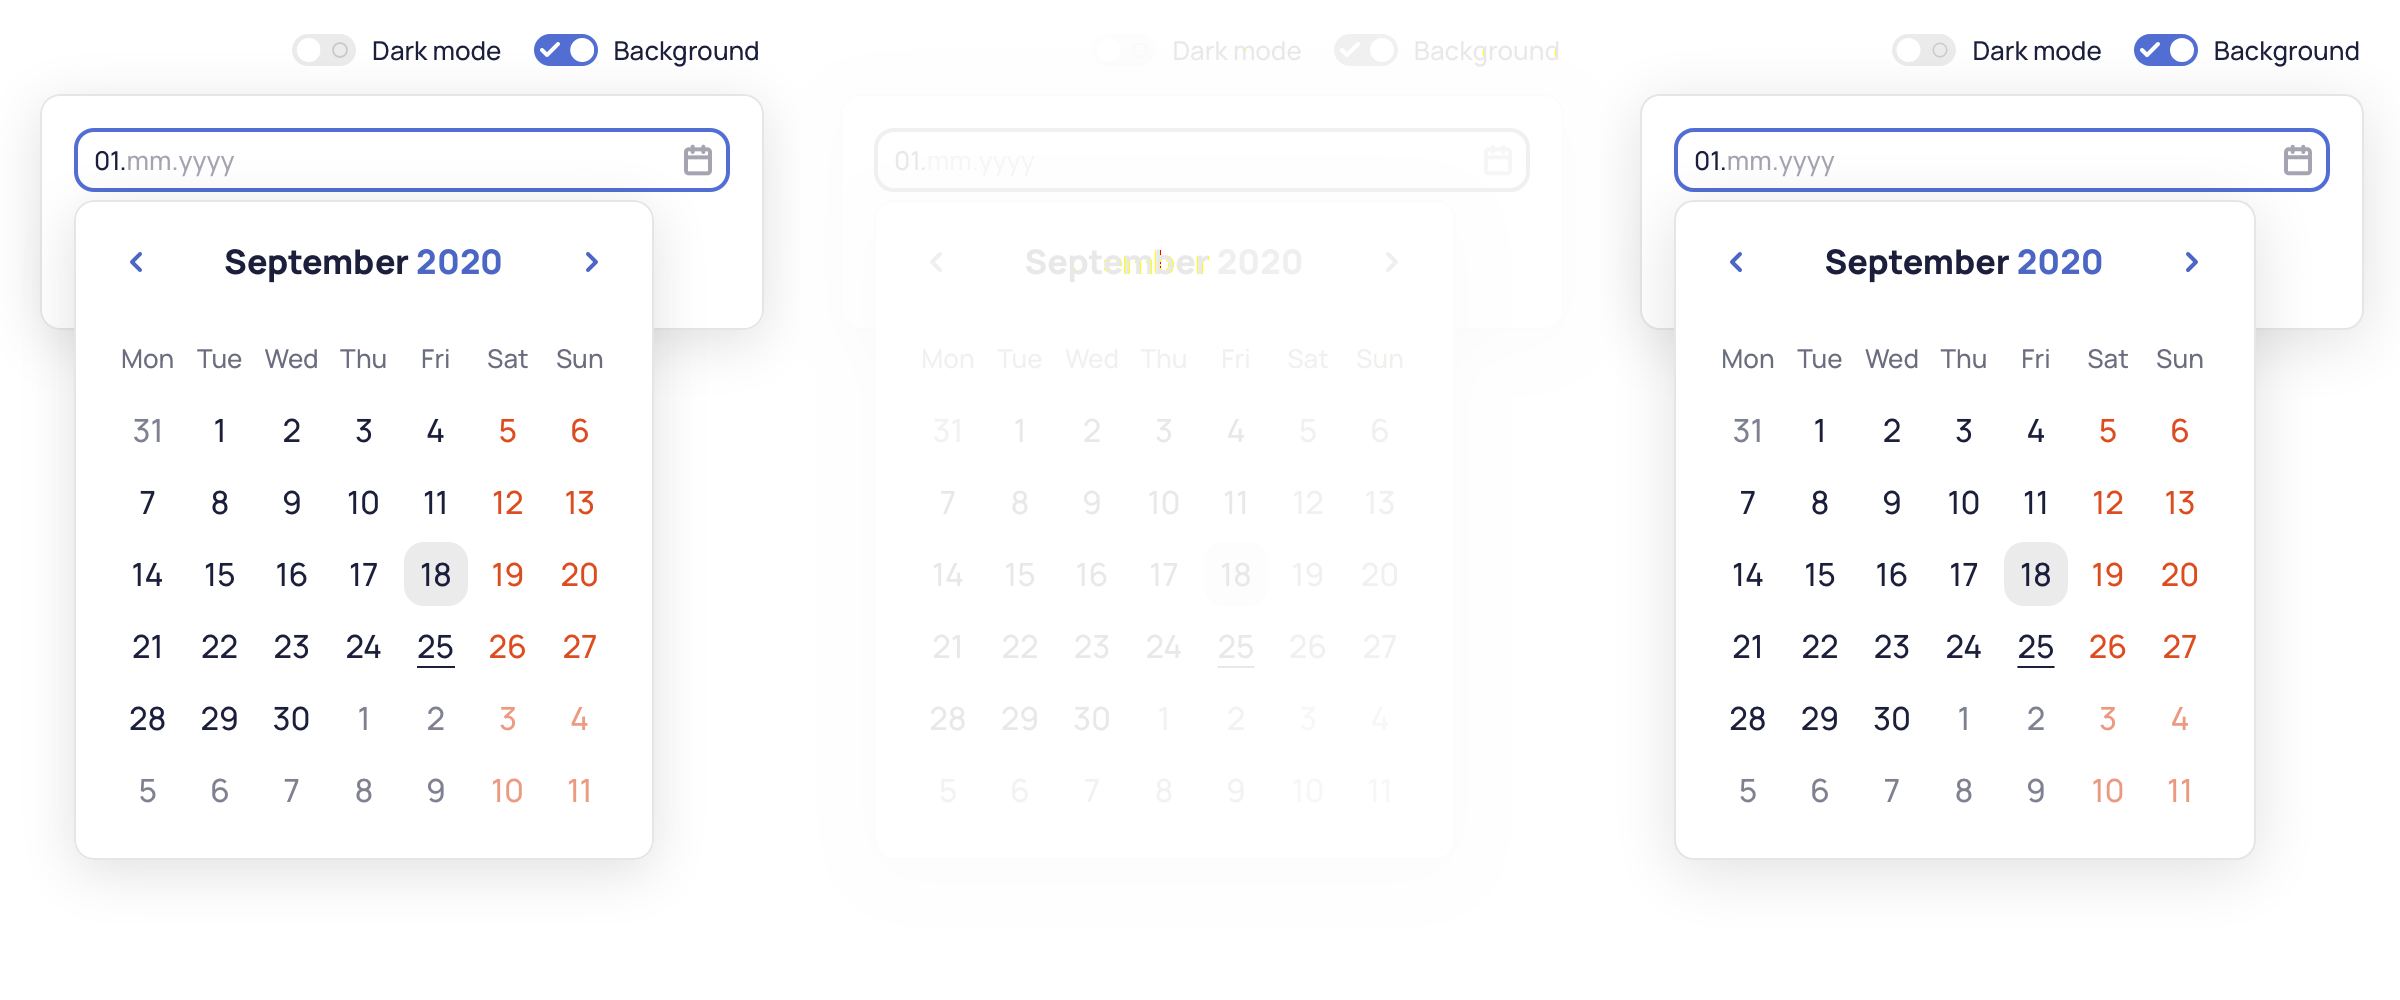 Dark mode Background
01.mm.yyyy
September 2020
Mon Tue Wed Thu Fri Sat Sun
31 1 2 3 4 5 6
7 8 9 10 11 12 13
14 15 16 17 18 19 20
21 22 23 24 25 26 27
28 29 30 1 2 3 4
5 6 7 8 9 10 11
Dark mode Background
01.mm.yyyy
September 2020
Mon Tue Wed Thu Fri Sat Sun
31 1 2 3 4 5 6
7 8 9 10 11 12 13
14 15 16 17 18 19 20
21 22 23 24 25 26 27
28 29 30 1 2 3 4
5 6 7 8 9 10 11
Dark mode Background
01.mm.yyyy
September 2020
Mon Tue Wed Thu Fri Sat Sun
31 1 2 3 4 5 6
7 8 9 10 11 12 13
14 15 16 17 18 19 20
21 22 23 24 25 26 27
28 29 30 1 2 3 4
5 6 7 8 9 10 11